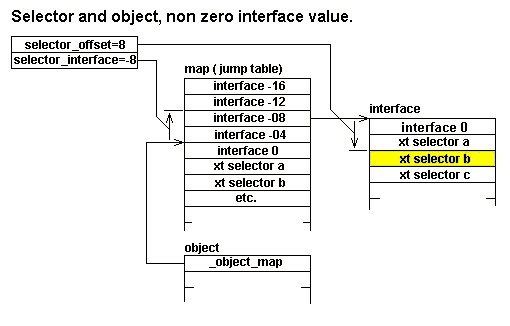 Selector and object, non zero interface value.
selector_offset=8
selector_interface=-8
map ( jump table)
interface -16
interface -12
interface -08
interface -04
interface 0
xt selector a
xt selector b
etc.
interface
interface 0
xt selector a
xt selector b
xt selector c
object
_object_map